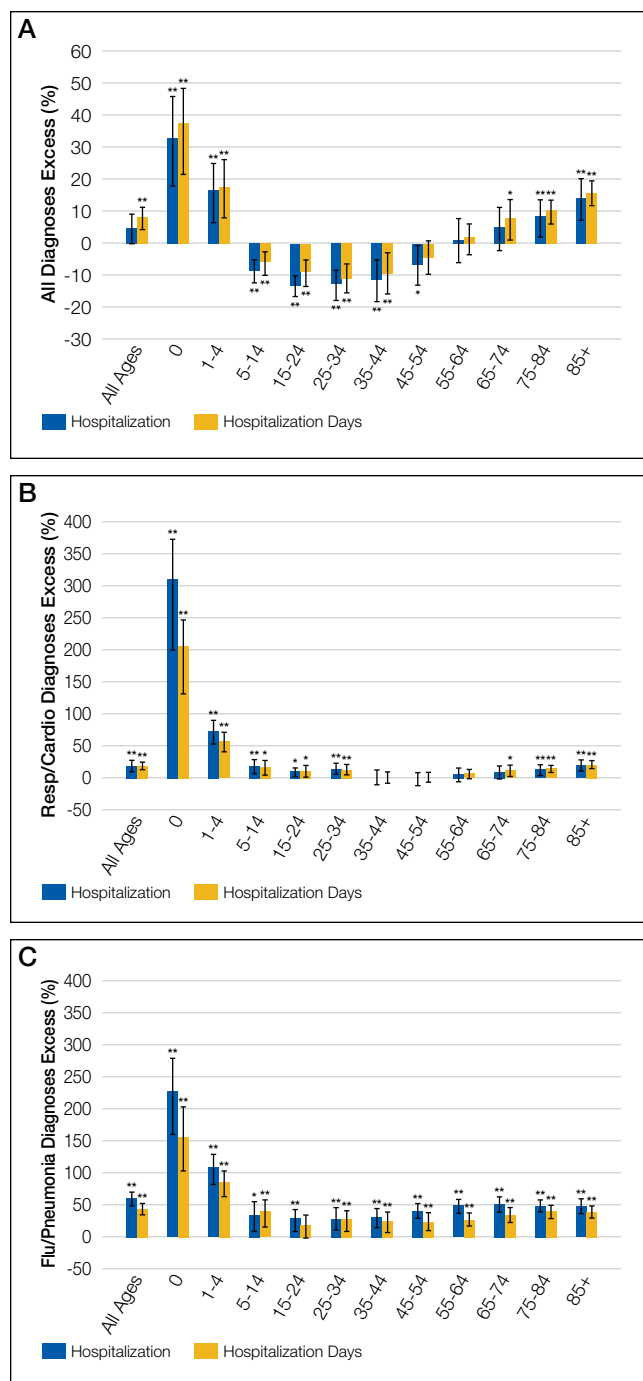 A
All Diagnoses Excess (%)
60
50
40
30
20
10
0
-10
-20
-30
** ** ** ** ** * ** ** ** ** **
** ** ** ** ** ** ** ** *
All Ages 0 1-4 5-14 15-24 25-34 35-44 45-54 55-64 65-74 75-84 85+
Hospitalization Hospitalization Days
B
Resp/Cardio Diagnoses Excess (%)
400
350
300
250
200
150
100
50
0
-50
** ** ** ** ** ** ** * * * ** ** * ** ** ** **
All Ages 0 1-4 5-14 15-24 25-34 35-44 45-54 55-64 65-74 75-84 85+
Hospitalization Hospitalization Days
C
Flu/Pneumonia Diagnoses Excess (%)
400
350
300
250
200
150
100
50
0
-50
** ** ** ** ** ** * ** ** ** ** ** ** ** ** ** ** ** ** ** ** ** **
All Ages 0 1-4 5-14 15-24 25-34 35-44 45-54 55-64 65-74 75-84 85+
Hospitalization Hospitalization Days